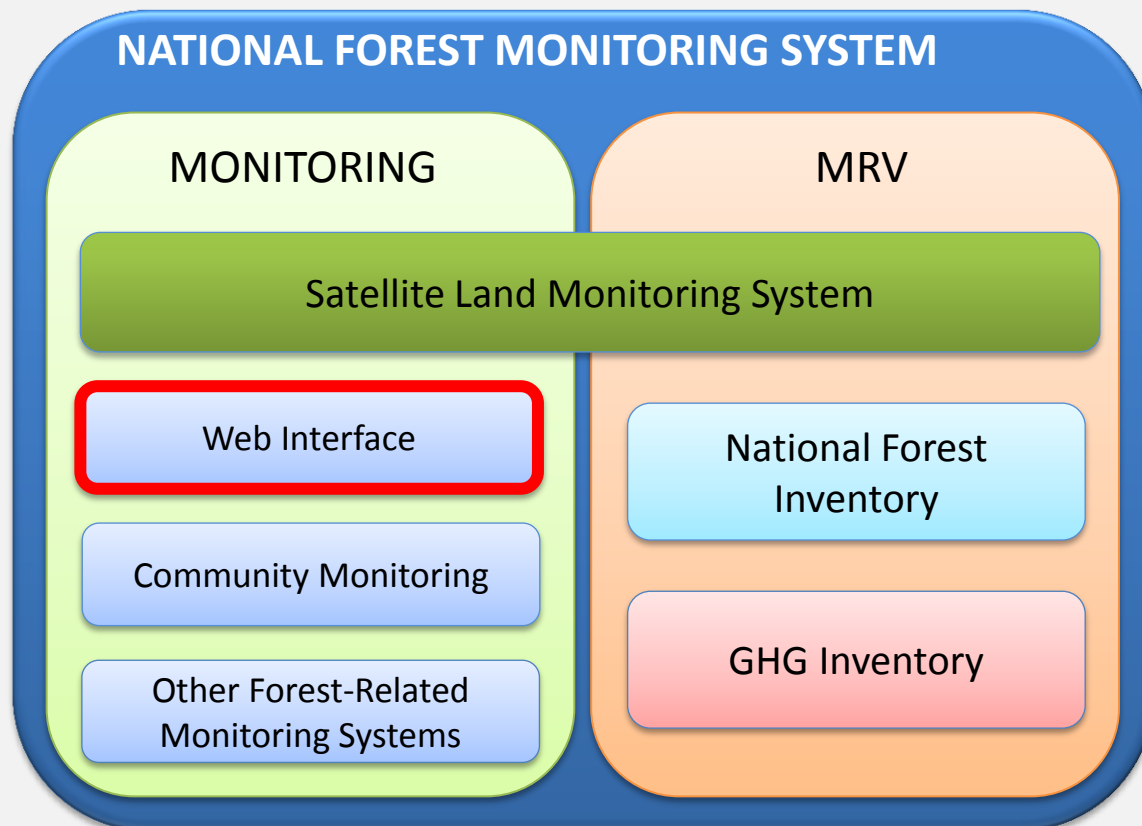 NATIONAL FOREST MONITORING SYSTEM
MONITORING
MRV
Satellite Land Monitoring System
Web Interface
Community Monitoring
Other Forest-Related
Monitoring Systems
National Forest
Inventory
GHG Inventory